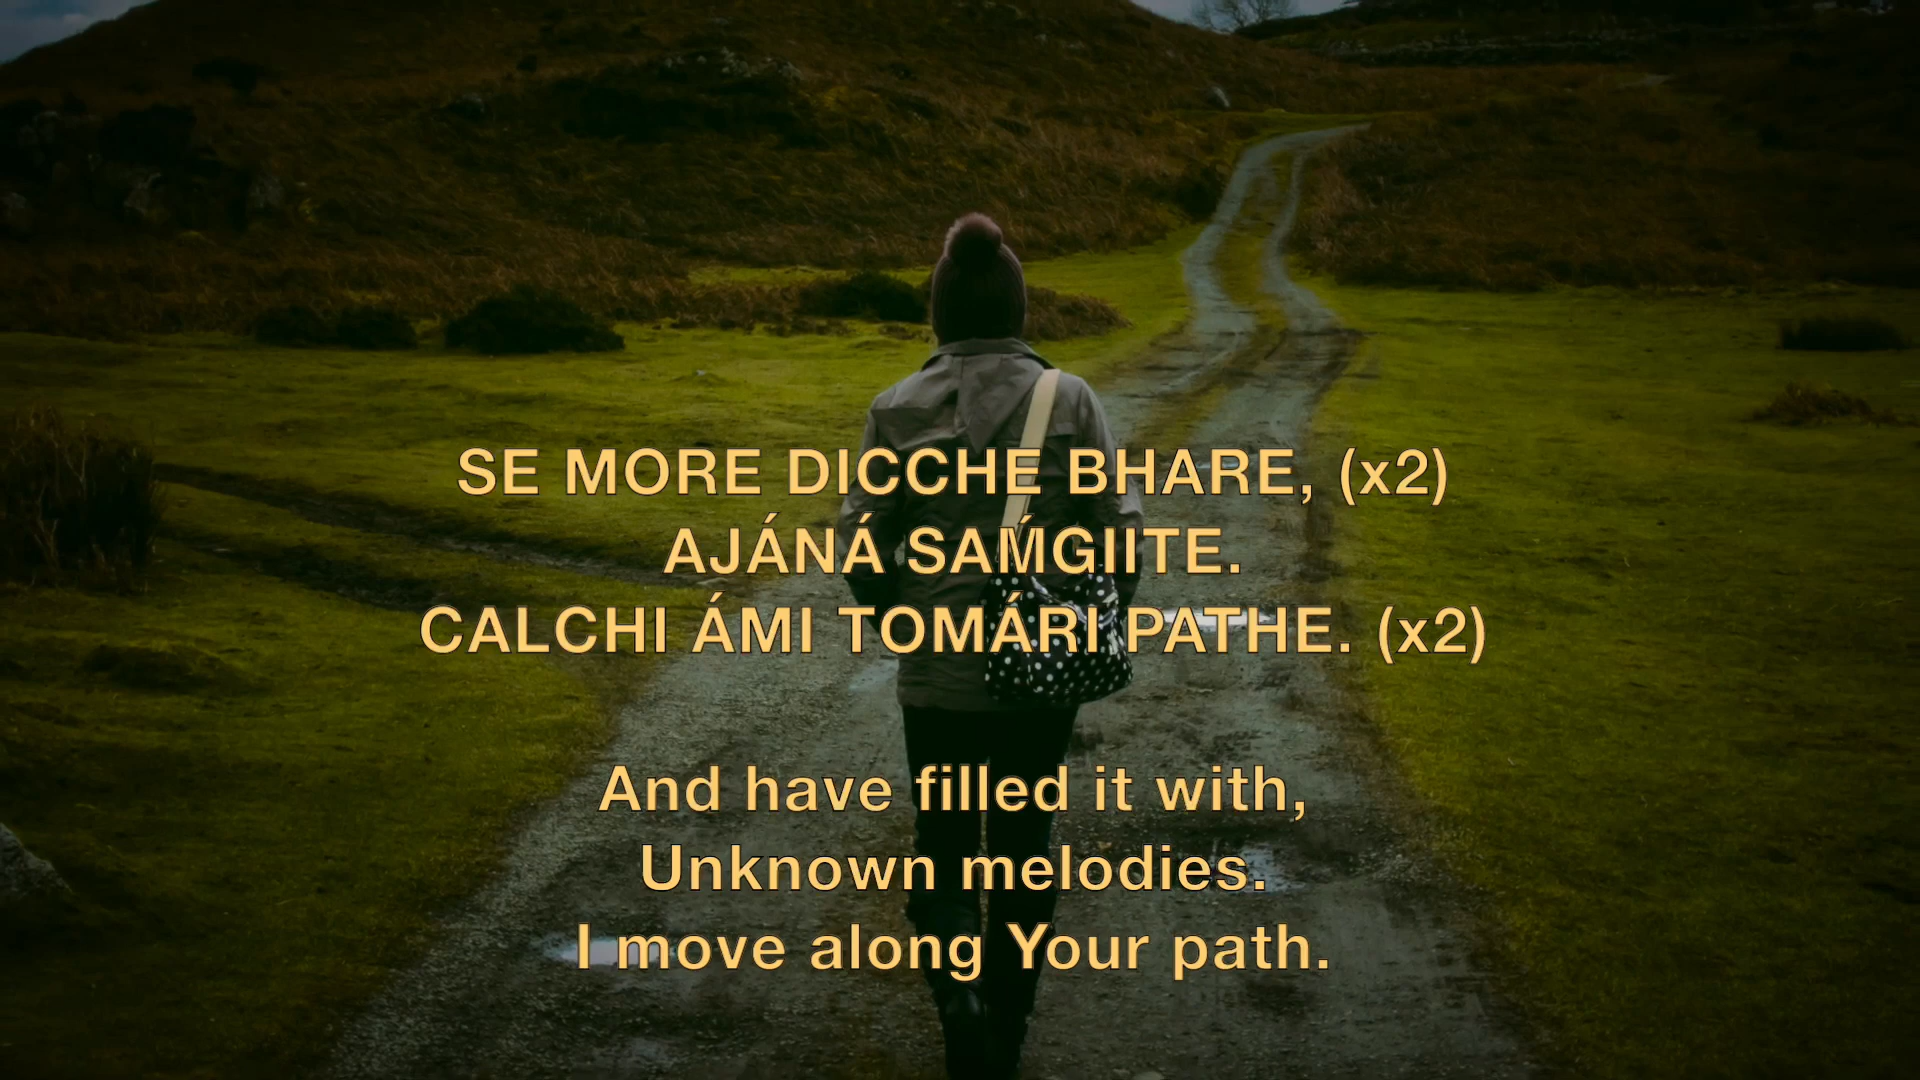 SE MORE DICCHE BHARE, (x2)
AJÁNÁ SAḾGIITE.
CALCHI ÁMI TOMÁRI PATHE. (x2)
And have filled it with,
Unknown melodies.
I move along Your path.